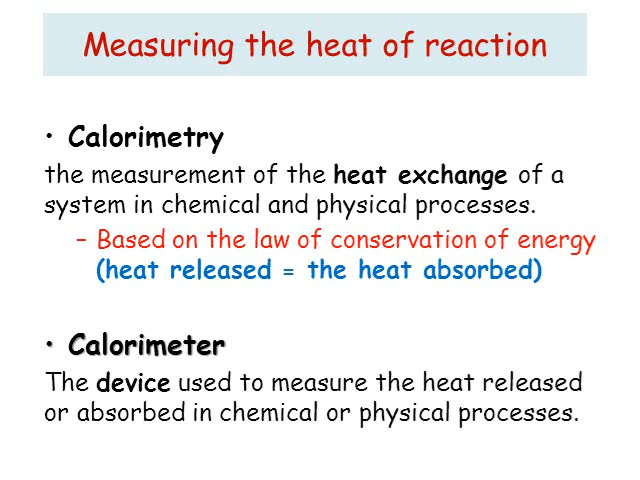 Measuring the heat of reaction
• Calorimetry
the measurement of the heat exchange of a
system in chemical and physical processes.
– Based on the law of conservation of energy
(heat released = the heat absorbed)
• Calorimeter
The device used to measure the heat released
or absorbed in chemical or physical processes.